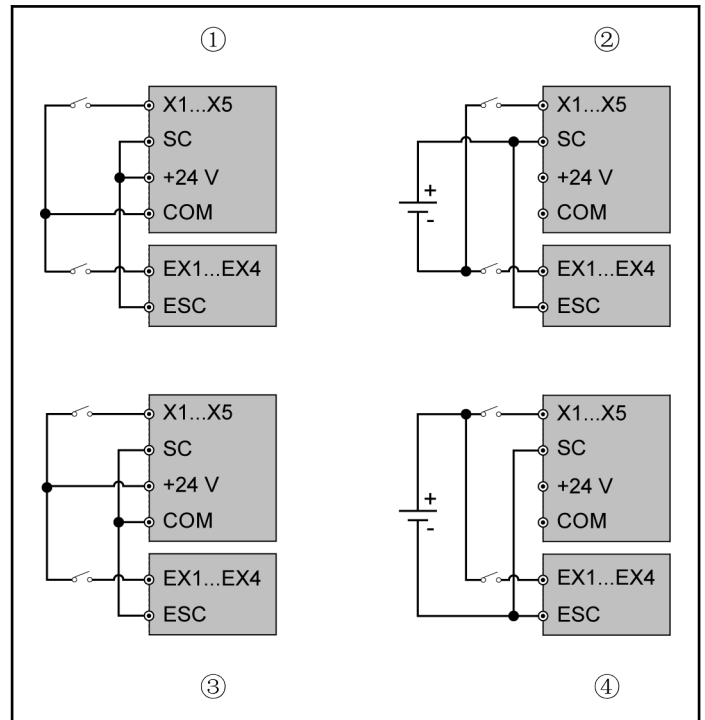 ① ②
X1...X5
SC
+24 V
COM
EX1...EX4
ESC
+
-
X1...X5
SC
+24 V
COM
EX1...EX4
ESC
X1...X5
SC
+24 V
COM
EX1...EX4
ESC
+
-
X1...X5
SC
+24 V
COM
EX1...EX4
ESC
③ ④